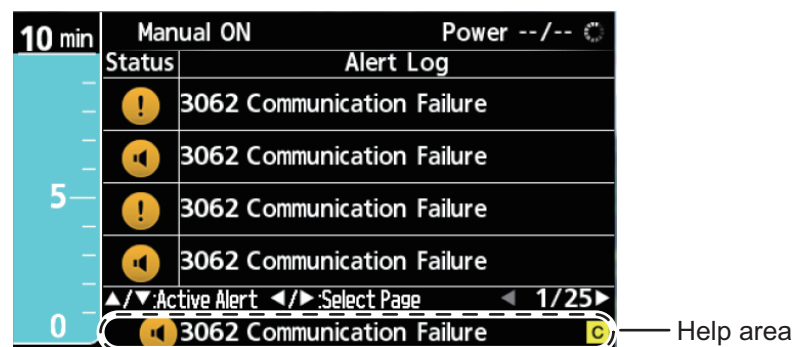 10 min Manual ON Power --/--
Status Alert Log
3062 Communication Failure
3062 Communication Failure
5
3062 Communication Failure
3062 Communication Failure
▲/▼:Active Alert ◀/▶:Select Page ◀ 1/25▶
0 3062 Communication Failure C Help area